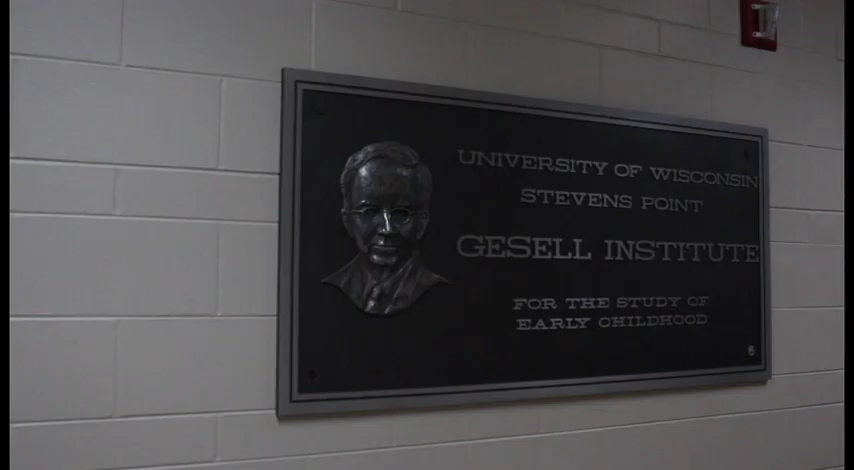 UNIVERSITY OF WISCONSIN
STEVENS POINT
GESELL INSTITUTE
FOR THE STUDY OF
EARLY CHILDHOOD